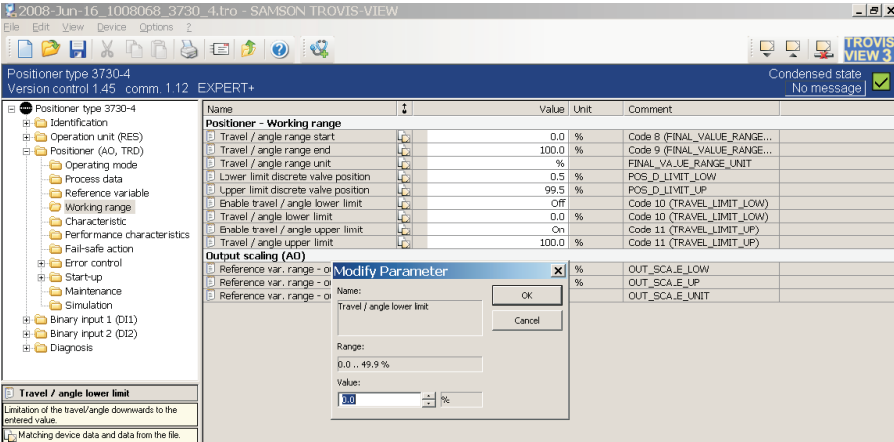 2008-Jun-16_1008068_3730_4.tro - SAMSON TROVIS-VIEW
File Edit View Device Options ?
TROVIS
VIEW 3
Positioner type 3730-4
Version control 1.45 comm. 1.12 EXPERT+
Condensed state
No message
Positioner type 3730-4
Identification
Operation unit (RES)
Positioner (AO, TRD)
Operating mode
Process data
Reference variable
Working range
Characteristic
Performance characteristics
Fail-safe action
Error control
Start-up
Maintenance
Simulation
Binary input 1 (DI1)
Binary input 2 (DI2)
Diagnosis
Name Value Unit Comment
Positioner - Working range
Travel / angle range start 0.0 % Code 8 (FINAL_VALUE_RANGE...
Travel / angle range end 100.0 % Code 9 (FINAL_VALUE_RANGE...
Travel / angle range unit % FINAL_VALUE_RANGE_UNIT
Lower limit discrete valve position 0.5 % POS_D_LIMIT_LOW
Upper limit discrete valve position 99.5 % POS_D_LIMIT_UP
Enable travel / angle lower limit Off Code 10 (TRAVEL_LIMIT_LOW)
Travel / angle lower limit 0.0 % Code 10 (TRAVEL_LIMIT_LOW)
Enable travel / angle upper limit On Code 11 (TRAVEL_LIMIT_UP)
Travel / angle upper limit 100.0 % Code 11 (TRAVEL_LIMIT_UP)
Output scaling (AO)
Reference var. range - ou % OUT_SCALE_LOW
Reference var. range - ou % OUT_SCALE_UP
Reference var. range - ou OUT_SCALE_UNIT
Modify Parameter
Name:
Travel / angle lower limit
OK
Cancel
Range:
0.0 .. 49.9 %
Value:
0.0 %
Travel / angle lower limit
Limitation of the travel/angle downwards to the
entered value.
Matching device data and data from the file.